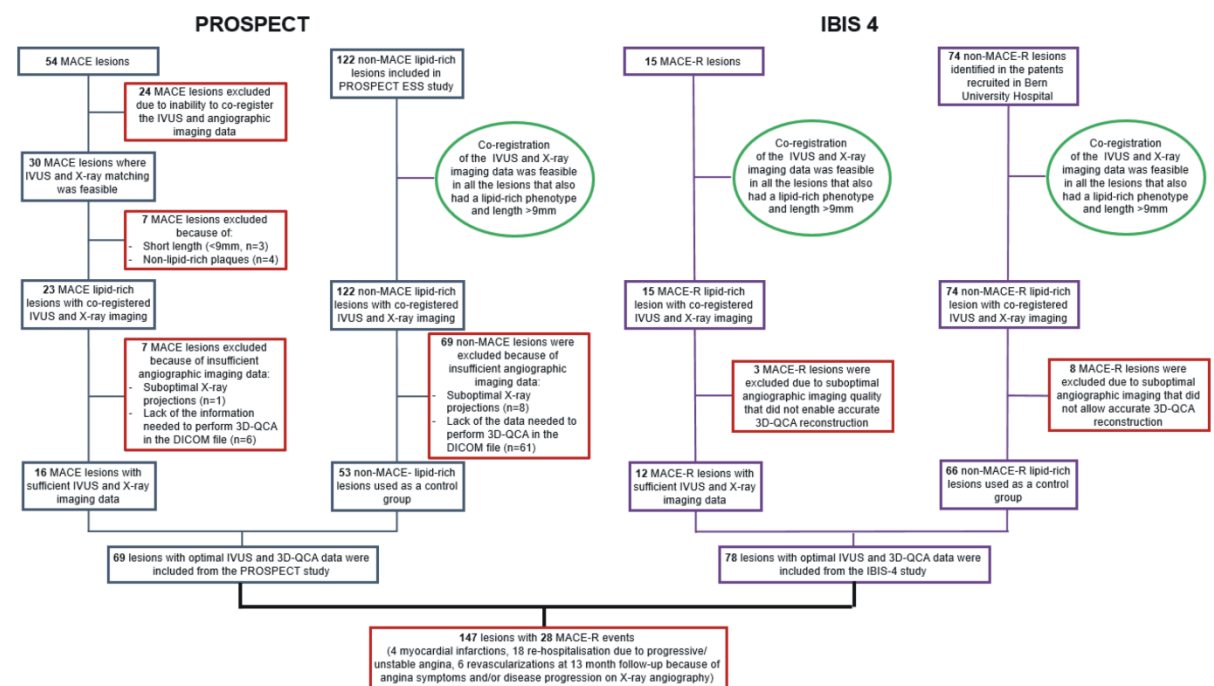 PROSPECT
54 MACE lesions
24 MACE lesions excluded
due to inability to co-register
the IVUS and angiographic
imaging data
30 MACE lesions where
IVUS and X-ray matching
was feasible
7 MACE lesions excluded
because of:
- Short length (<9mm, n=3)
- Non-lipid-rich plaques (n=4)
23 MACE lipid-rich
lesions with co-registered
IVUS and X-ray imaging
7 MACE lesions excluded
because of insufficient
angiographic imaging data:
- Suboptimal X-ray
projections (n=1)
- Lack of the information
needed to perform 3D-QCA
in the DICOM file (n=6)
16 MACE lesions with
sufficient IVUS and X-ray
imaging data
122 non-MACE lipid-rich
lesions included in
PROSPECT ESS study
Co-registration
of the IVUS and X-ray
imaging data was feasible
in all the lesions that also
had a lipid-rich phenotype
and length >9mm
122 non-MACE lipid-rich
lesions with co-registered
IVUS and X-ray imaging
69 non-MACE lesions were
excluded because of
insufficient angiographic
imaging data:
- Suboptimal X-ray
projections (n=8)
- Lack of the data needed to
perform 3D-QCA in the
DICOM file (n=61)
53 non-MACE- lipid-rich
lesions used as a control
group
69 lesions with optimal IVUS and 3D-QCA data were
included from the PROSPECT study
IBIS 4
15 MACE-R lesions
Co-registration
of the IVUS and X-ray
imaging data was feasible
in all the lesions that also
had a lipid-rich phenotype
and length >9mm
15 MACE-R lipid-rich
lesion with co-registered
IVUS and X-ray imaging
3 MACE-R lesions were
excluded due to suboptimal
angiographic imaging quality
that did not enable accurate
3D-QCA reconstruction
12 MACE-R lesions with
sufficient IVUS and X-ray
imaging data
74 non-MACE-R lesions
identified in the patents
recruited in Bern
University Hospital
Co-registration
of the IVUS and X-ray
imaging data was feasible
in all the lesions that also
had a lipid-rich phenotype
and length >9mm
74 non-MACE-R lipid-rich
lesion with co-registered
IVUS and X-ray imaging
8 MACE-R lesions were
excluded due to suboptimal
angiographic imaging that did
not allow accurate 3D-QCA
reconstruction
66 non-MACE-R lipid-rich
lesions used as a control
group
78 lesions with optimal IVUS and 3D-QCA data were
included from the IBIS-4 study
147 lesions with 28 MACE-R events
(4 myocardial infarctions, 18 re-hospitalisation due to progressive/
unstable angina, 6 revascularizations at 13 month follow-up because of
angina symptoms and/or disease progression on X-ray angiography)